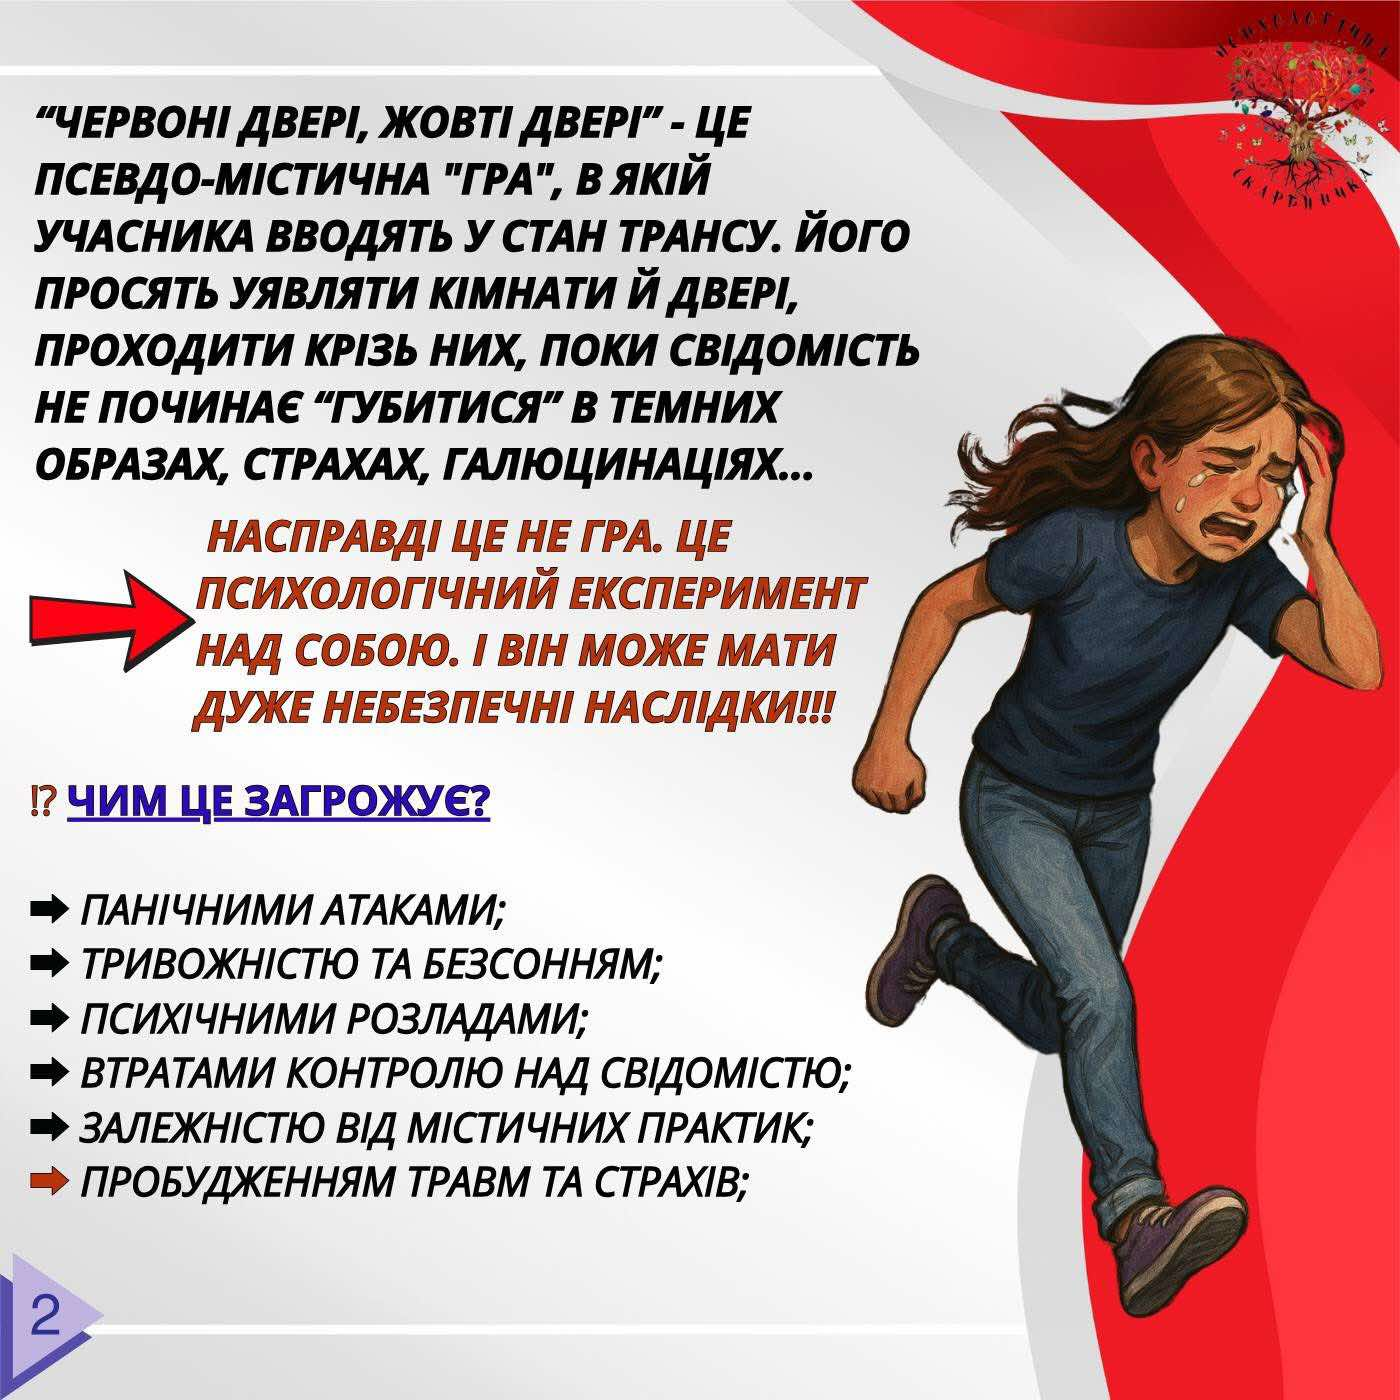 ПСИХОЛОГІЧНА
СКАРБНИЧКА
“ЧЕРВОНІ ДВЕРІ, ЖОВТІ ДВЕРІ” - ЦЕ
ПСЕВДО-МІСТИЧНА "ГРА", В ЯКІЙ
УЧАСНИКА ВВОДЯТЬ У СТАН ТРАНСУ. ЙОГО
ПРОСЯТЬ УЯВЛЯТИ КІМНАТИ Й ДВЕРІ,
ПРОХОДИТИ КРІЗЬ НИХ, ПОКИ СВІДОМІСТЬ
НЕ ПОЧИНАЄ “ГУБИТИСЯ” В ТЕМНИХ
ОБРАЗАХ, СТРАХАХ, ГАЛЮЦИНАЦІЯХ...
НАСПРАВДІ ЦЕ НЕ ГРА. ЦЕ
ПСИХОЛОГІЧНИЙ ЕКСПЕРИМЕНТ
НАД СОБОЮ. І ВІН МОЖЕ МАТИ
ДУЖЕ НЕБЕЗПЕЧНІ НАСЛІДКИ!!!
⁉ ЧИМ ЦЕ ЗАГРОЖУЄ?
ПАНІЧНИМИ АТАКАМИ;
ТРИВОЖНІСТЮ ТА БЕЗСОННЯМ;
ПСИХІЧНИМИ РОЗЛАДАМИ;
ВТРАТАМИ КОНТРОЛЮ НАД СВІДОМІСТЮ;
ЗАЛЕЖНІСТЮ ВІД МІСТИЧНИХ ПРАКТИК;
ПРОБУДЖЕННЯМ ТРАВМ ТА СТРАХІВ;
2